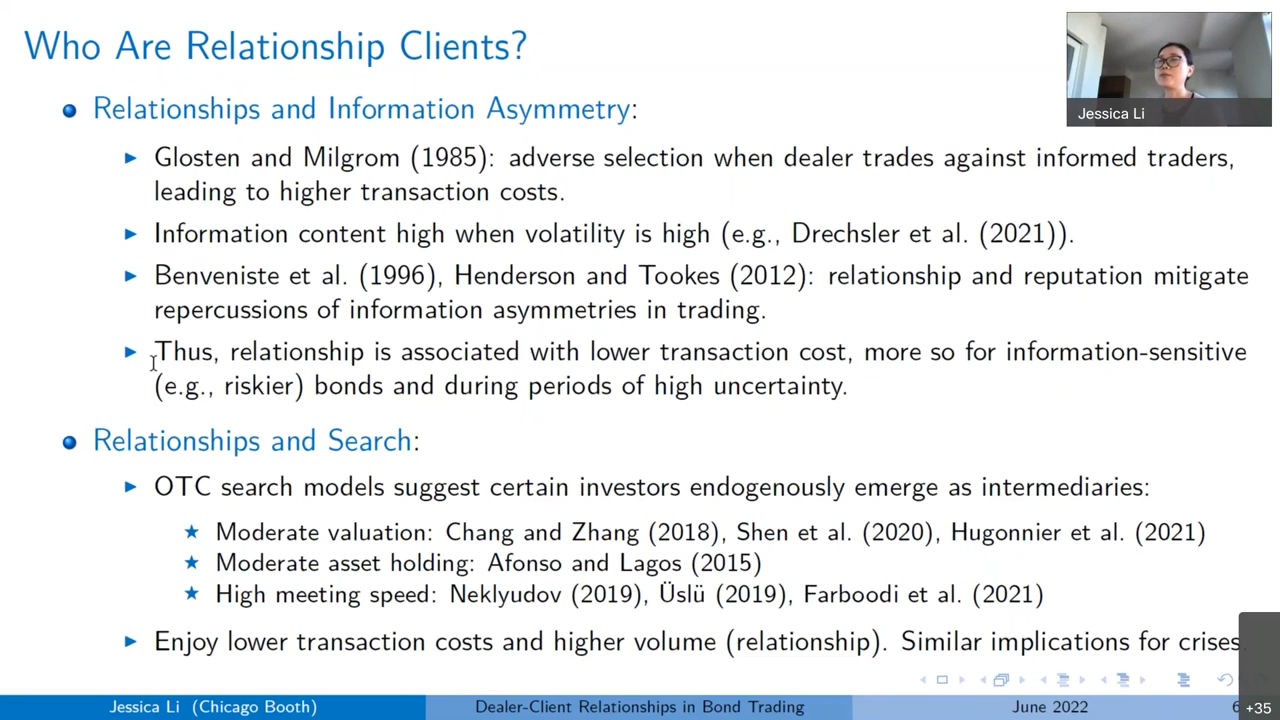 Who Are Relationship Clients?
Jessica Li
Relationships and Information Asymmetry:
Glosten and Milgrom (1985): adverse selection when dealer trades against informed traders,
leading to higher transaction costs.
Information content high when volatility is high (e.g., Drechsler et al. (2021)).
Benveniste et al. (1996), Henderson and Tookes (2012): relationship and reputation mitigate
repercussions of information asymmetries in trading.
Thus, relationship is associated with lower transaction cost, more so for information-sensitive
(e.g., riskier) bonds and during periods of high uncertainty.
Relationships and Search:
OTC search models suggest certain investors endogenously emerge as intermediaries:
Moderate valuation: Chang and Zhang (2018), Shen et al. (2020), Hugonnier et al. (2021)
Moderate asset holding: Afonso and Lagos (2015)
High meeting speed: Neklyudov (2019), Üslü (2019), Farboodi et al. (2021)
Enjoy lower transaction costs and higher volume (relationship). Similar implications for crises.
Jessica Li (Chicago Booth)
Dealer-Client Relationships in Bond Trading
June 2022
+35